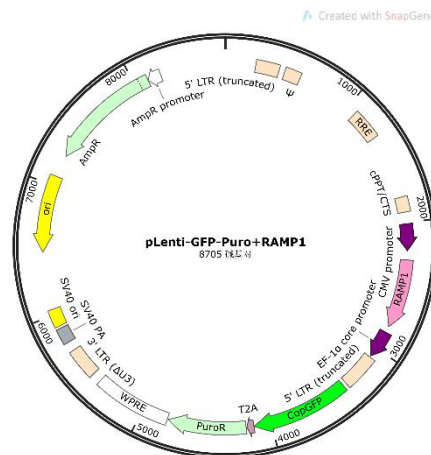 Created with SnapGene
8000
1000
2000
3000
4000
5000
6000
7000
5' LTR (truncated)
Ψ
RRE
cPPT/CTS
CMV promoter
RAMP1
EF-1α core promoter
5' LTR (truncated)
CopGFP
T2A
PuroR
WPRE
3' LTR (ΔU3)
SV40 PA
SV40 ori
ori
AmpR
AmpR promoter
pLenti-GFP-Puro+RAMP1
8705